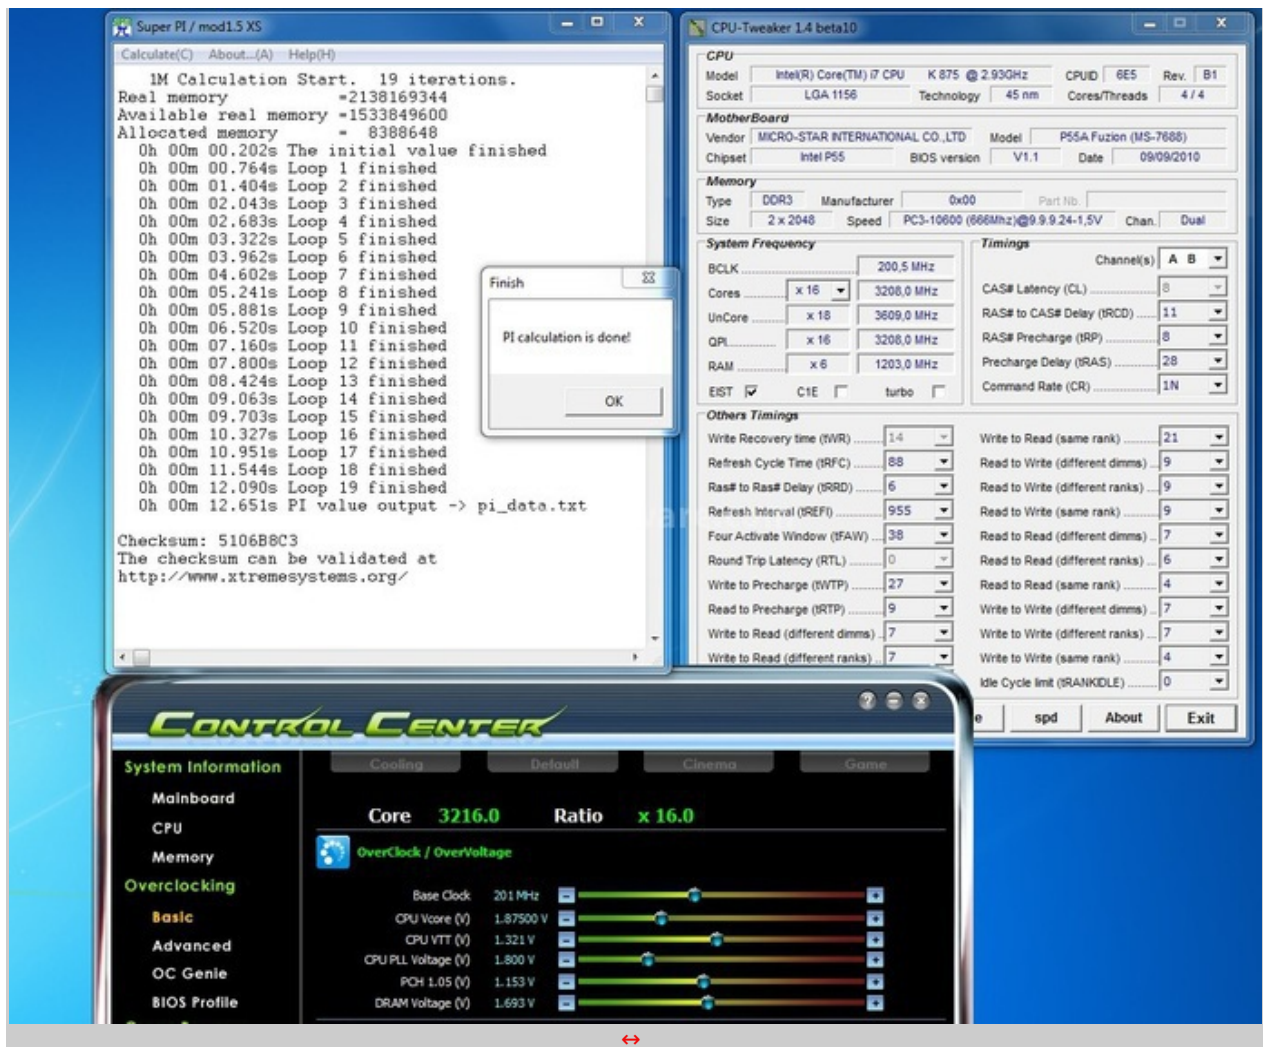 Super PI / mod1.5 XS
Calculate(C) About...(A) Help(H)
1M Calculation Start. 19 iterations.
Real memory =2138169344
Available real memory =1533849600
Allocated memory = 8388648
0h 00m 00.202s The initial value finished
0h 00m 00.764s Loop 1 finished
0h 00m 01.404s Loop 2 finished
0h 00m 02.043s Loop 3 finished
0h 00m 02.683s Loop 4 finished
0h 00m 03.322s Loop 5 finished
0h 00m 03.962s Loop 6 finished
0h 00m 04.602s Loop 7 finished
0h 00m 05.241s Loop 8 finished
0h 00m 05.881s Loop 9 finished
0h 00m 06.520s Loop 10 finished
0h 00m 07.160s Loop 11 finished
0h 00m 07.800s Loop 12 finished
0h 00m 08.424s Loop 13 finished
0h 00m 09.063s Loop 14 finished
0h 00m 09.703s Loop 15 finished
0h 00m 10.327s Loop 16 finished
0h 00m 10.951s Loop 17 finished
0h 00m 11.544s Loop 18 finished
0h 00m 12.090s Loop 19 finished
0h 00m 12.651s PI value output -> pi_data.txt
Checksum: 5106B8C3
The checksum can be validated at
http://www.xtremesystems.org/
Finish
PI calculation is done!
OK
CPU-Tweaker 1.4 beta10
CPU
Model Intel(R) Core(TM) i7 CPU K 875 @ 2.93GHz CPUID 6E5 Rev. B1
Socket LGA 1156 Technology 45 nm Cores/Threads 4 / 4
MotherBoard
Vendor MICRO-STAR INTERNATIONAL CO.,LTD Model P55A Fuzion (MS-7688)
Chipset Intel P55 BIOS version V1.1 Date 09/09/2010
Memory
Type DDR3 Manufacturer 0x00 Part Nb.
Size 2 x 2048 Speed PC3-10600 (666Mhz)@9.9.9.24-1,5V Chan. Dual
System Frequency
BCLK 200,5 MHz
Cores x 16 3208,0 MHz
UnCore x 18 3609,0 MHz
QPI x 16 3208,0 MHz
RAM x 6 1203,0 MHz
EIST C1E turbo
Timings
Channel(s) A B
CAS# Latency (CL) 8
RAS# to CAS# Delay (tRCD) 11
RAS# Precharge (tRP) 8
Precharge Delay (tRAS) 28
Command Rate (CR) 1N
Others Timings
Write Recovery time (tWR) 14
Refresh Cycle Time (tRFC) 88
Ras# to Ras# Delay (tRRD) 6
Refresh Interval (tREFI) 955
Four Activate Window (tFAW) 38
Round Trip Latency (RTL) 0
Write to Precharge (tWTP) 27
Read to Precharge (tRTP) 9
Write to Read (different dimms) 7
Write to Read (different ranks) 7
Write to Read (same rank) 21
Read to Write (different dimms) 9
Read to Write (different ranks) 9
Read to Write (same rank) 9
Read to Read (different dimms) 7
Read to Read (different ranks) 6
Read to Read (same rank) 4
Write to Write (different dimms) 7
Write to Write (different ranks) 7
Write to Write (same rank) 4
Idle Cycle limit (tRANKIDLE) 0
e spd About Exit
CONTROL CENTER
System Information
Mainboard
CPU
Memory
Overclocking
Basic
Advanced
OC Genie
BIOS Profile
Cooling Default Cinema Game
Core 3216.0 Ratio x 16.0
OverClock / OverVoltage
Base Clock 201 MHz
CPU Vcore (V) 1.87500 V
CPU VTT (V) 1.321 V
CPU PLL Voltage (V) 1.800 V
PCH 1.05 (V) 1.153 V
DRAM Voltage (V) 1.693 V